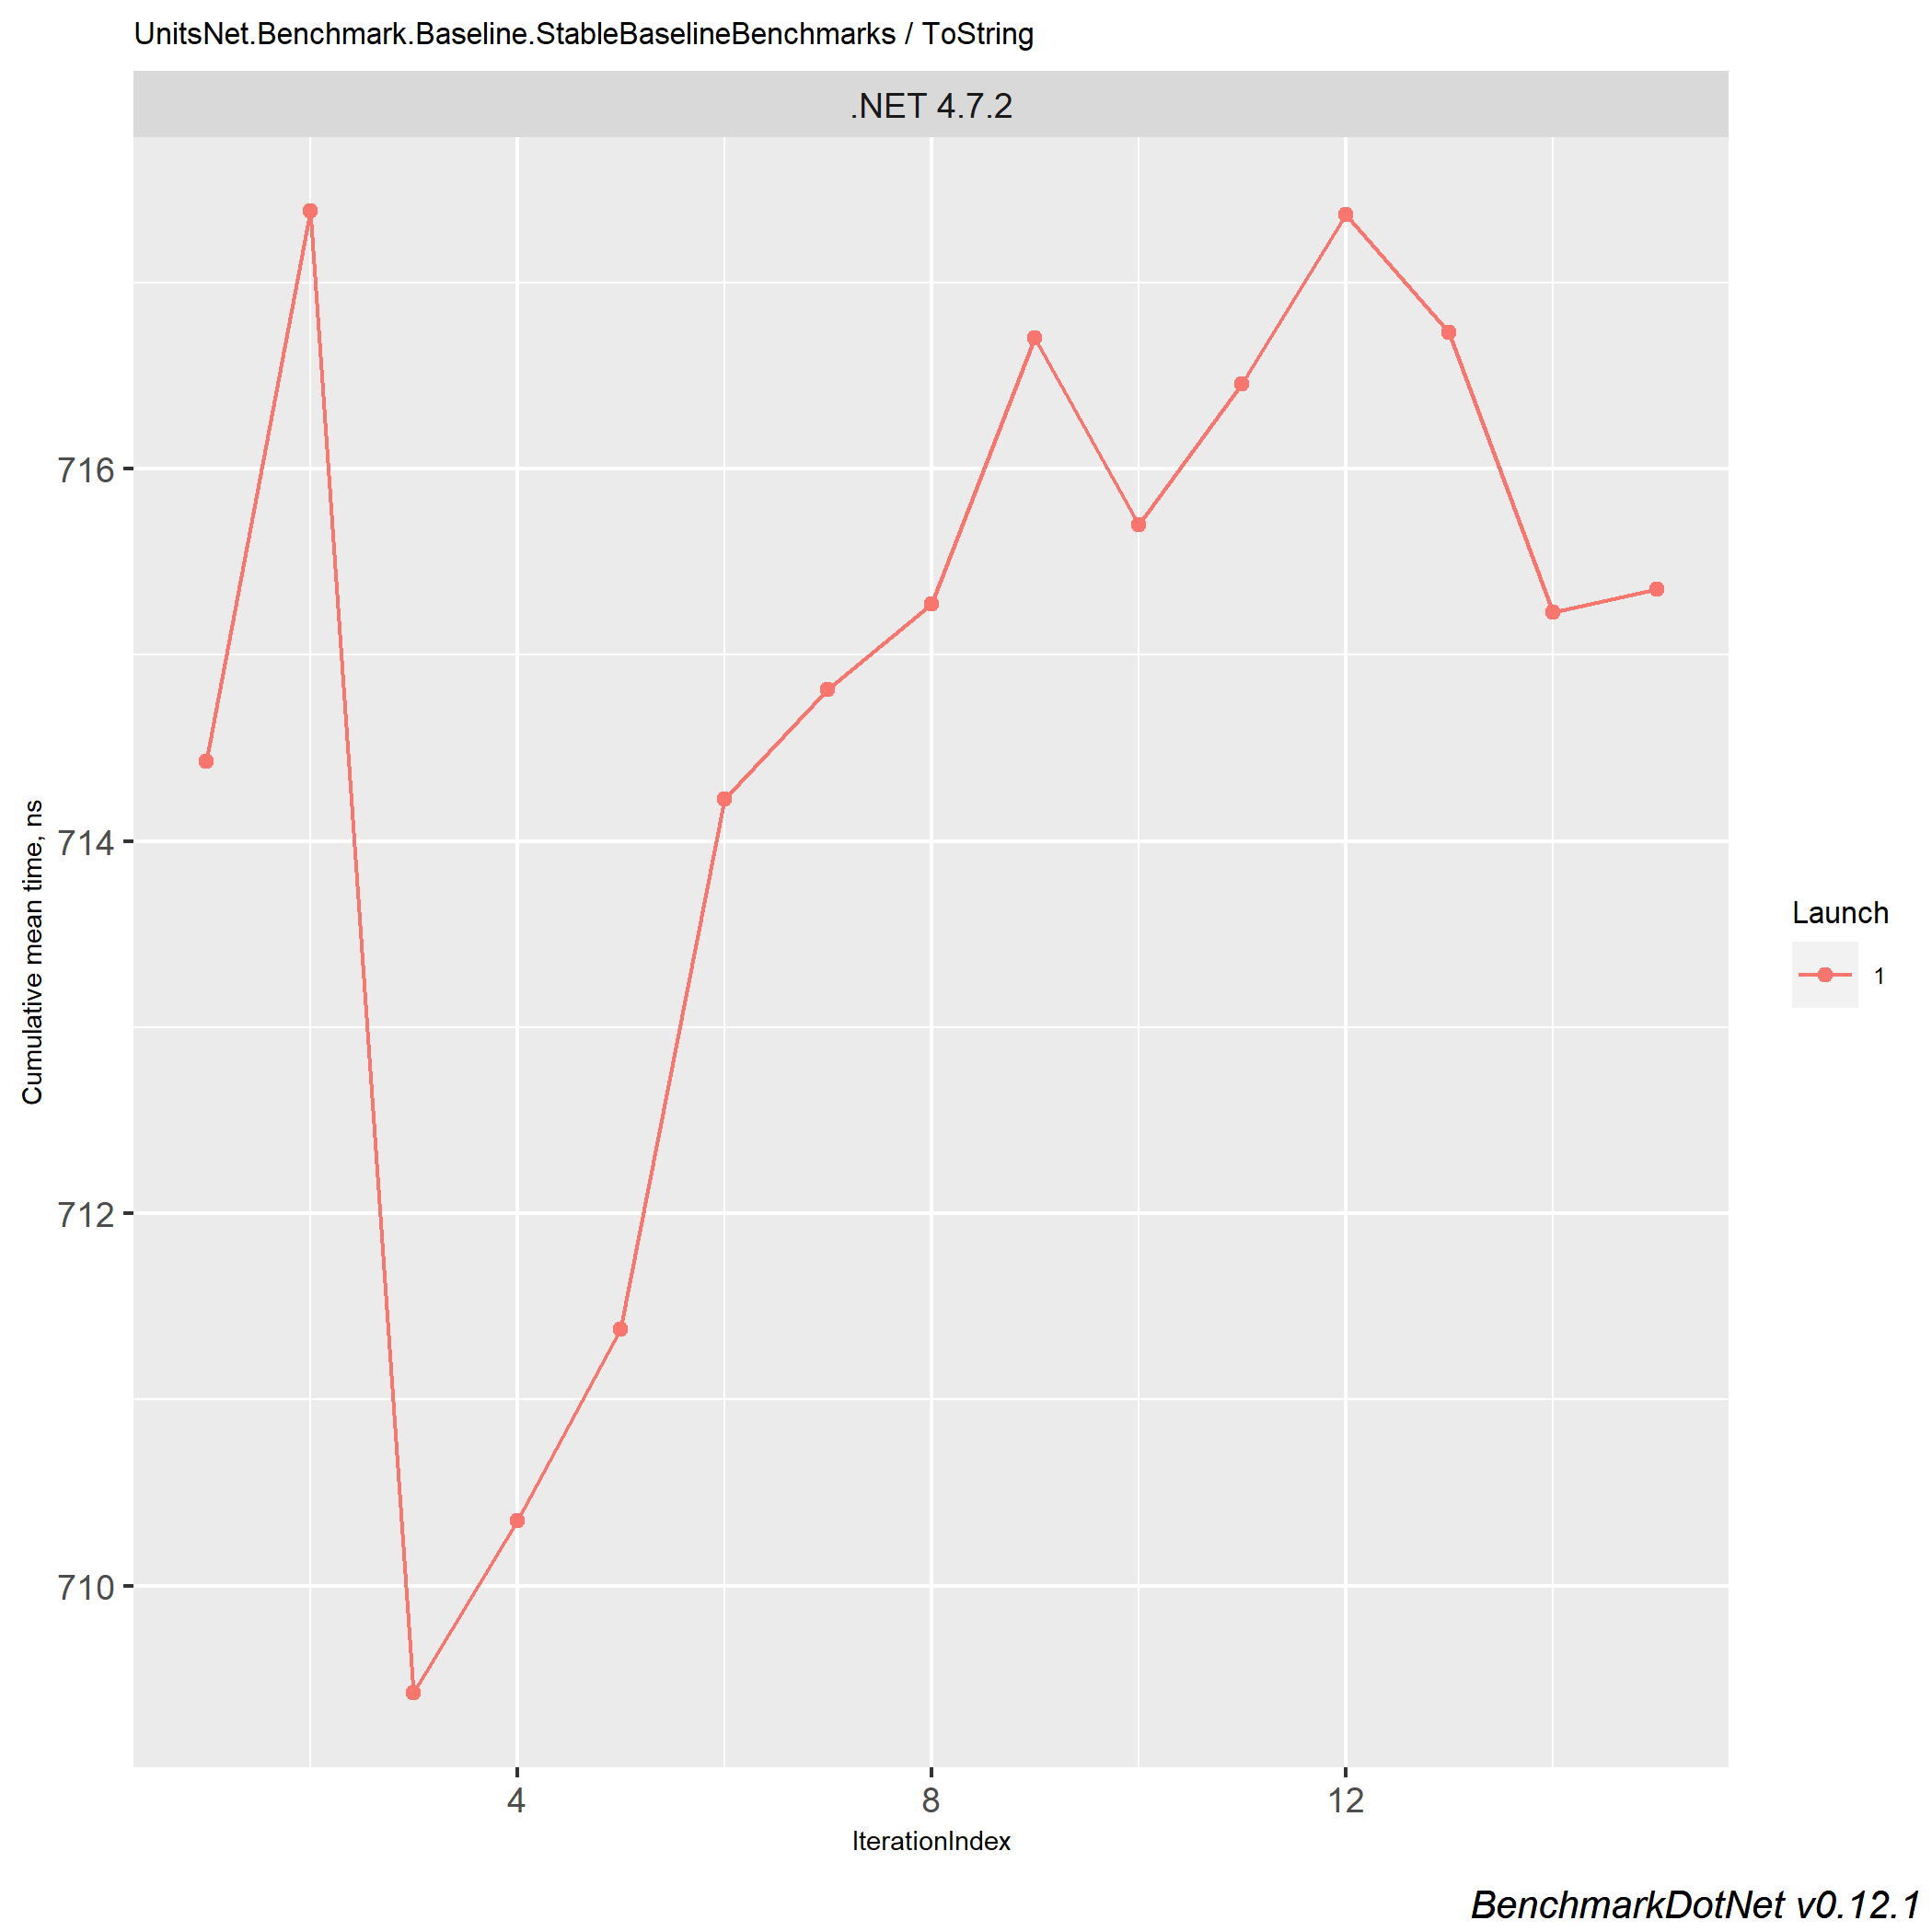 UnitsNet.Benchmark.Baseline.StableBaselineBenchmarks / ToString
.NET 4.7.2
Cumulative mean time, ns
716
714
712
710
4
8
12
IterationIndex
Launch
1
BenchmarkDotNet v0.12.1